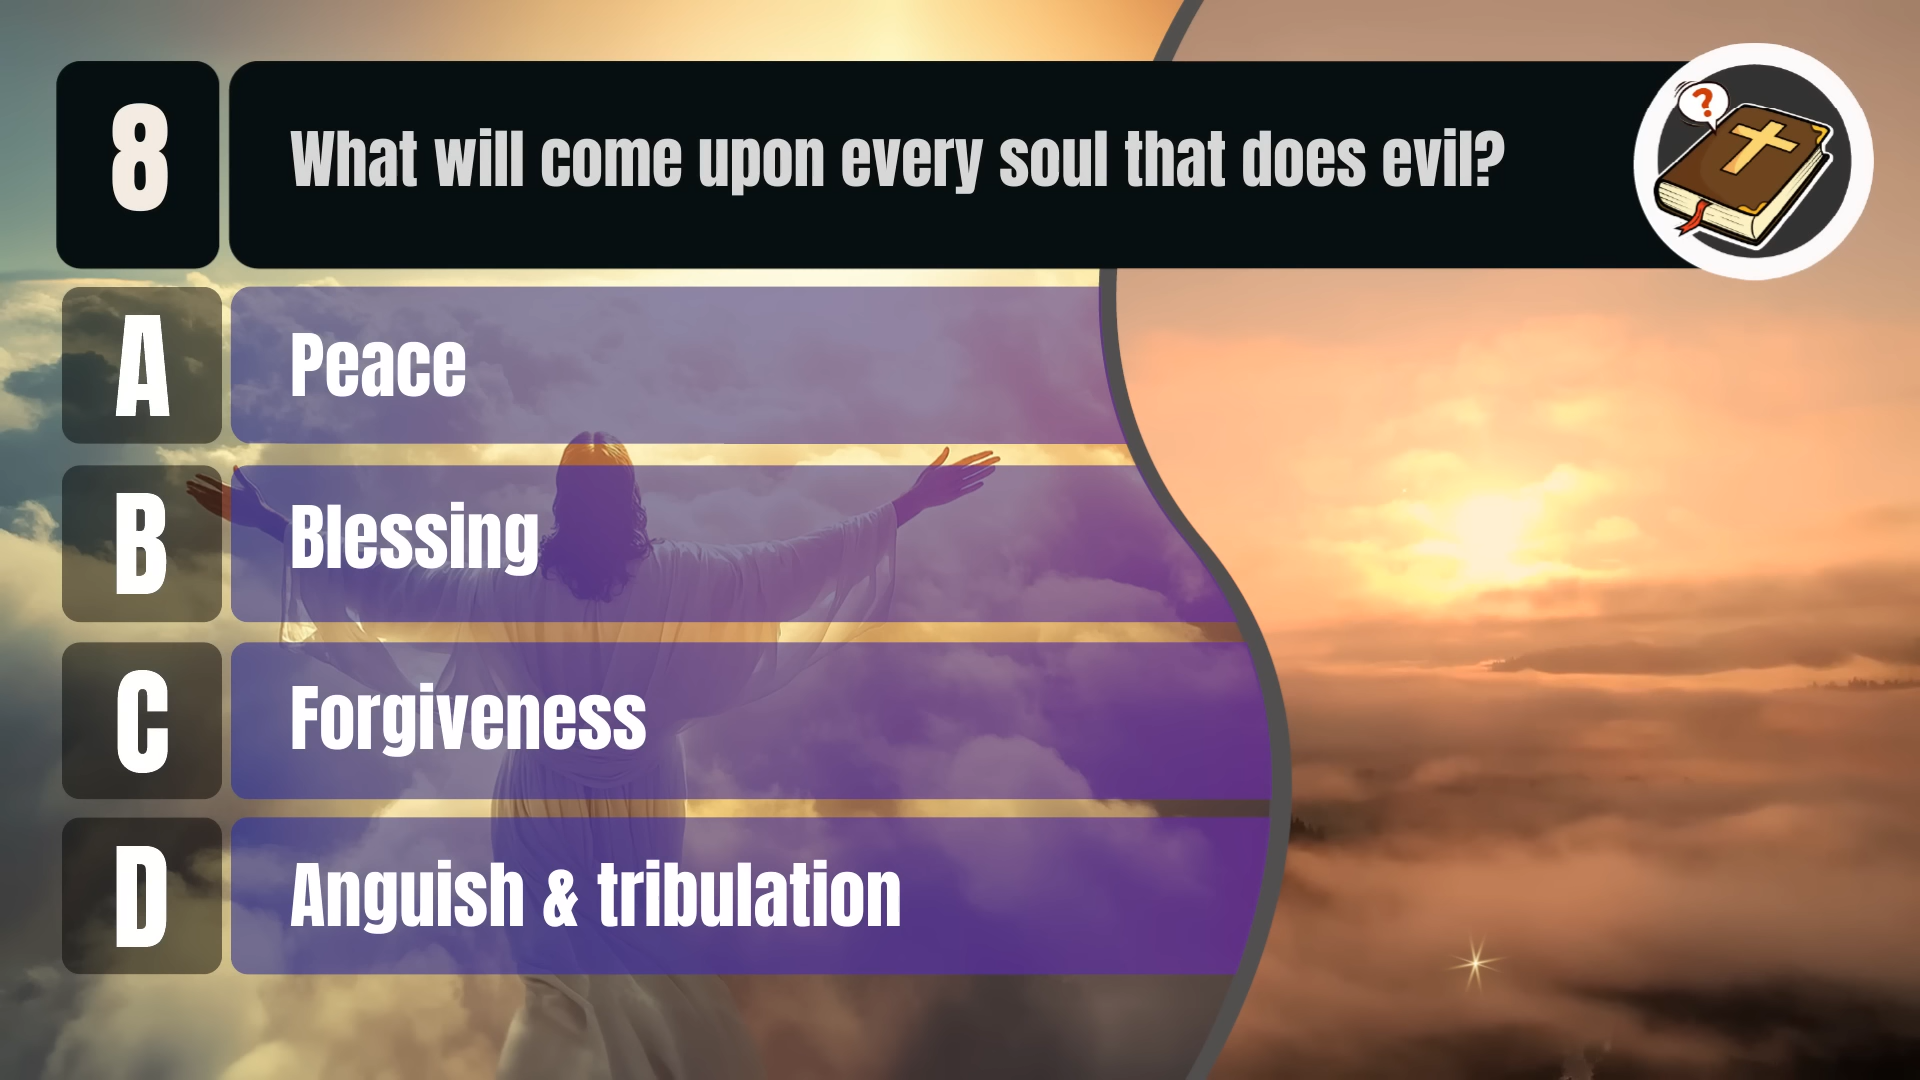 8
What will come upon every soul that does evil?
?
A
Peace
B
Blessing
C
Forgiveness
D
Anguish & tribulation